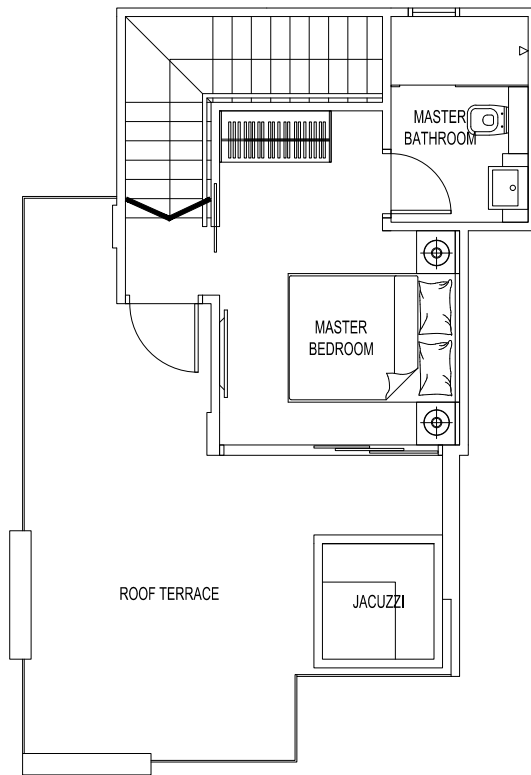 MASTER
BATHROOM
MASTER
BEDROOM
ROOF TERRACE
JACUZZI